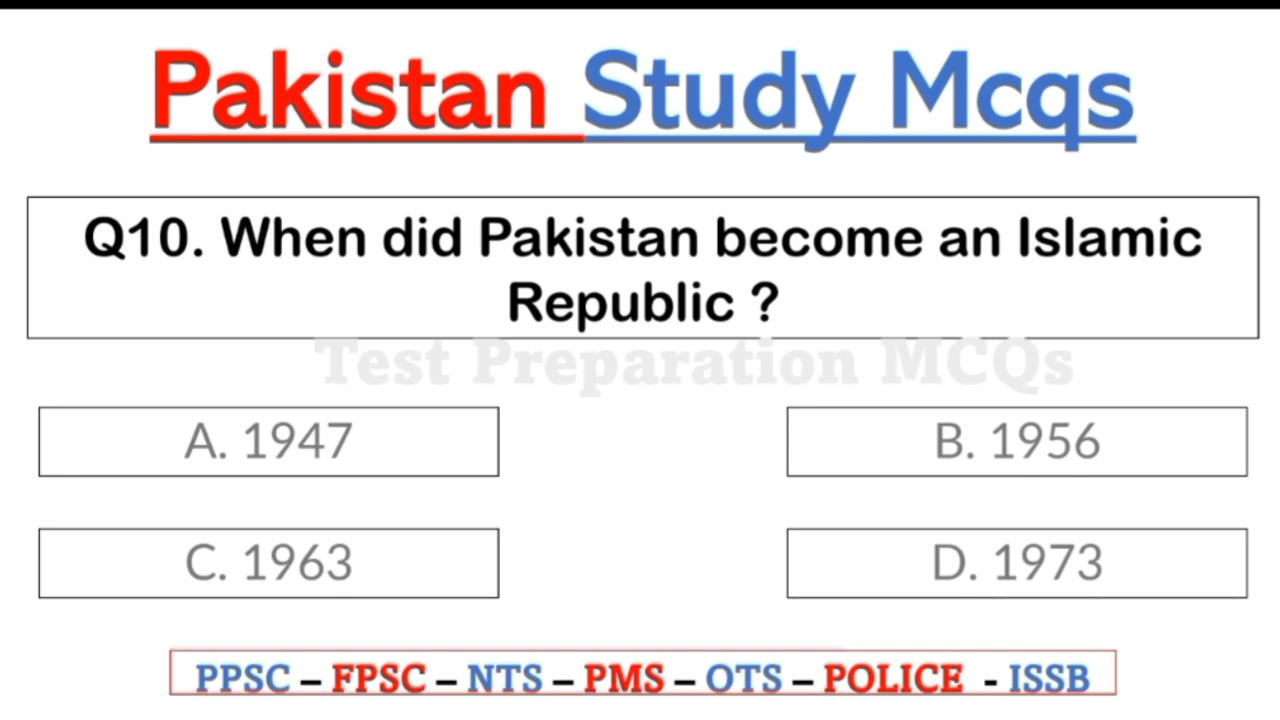 Pakistan Study Mcqs
Q10. When did Pakistan become an Islamic
Republic ?
Test Preparation MCQs
A. 1947
B. 1956
C. 1963
D. 1973
PPSC – FPSC – NTS – PMS – OTS – POLICE - ISSB